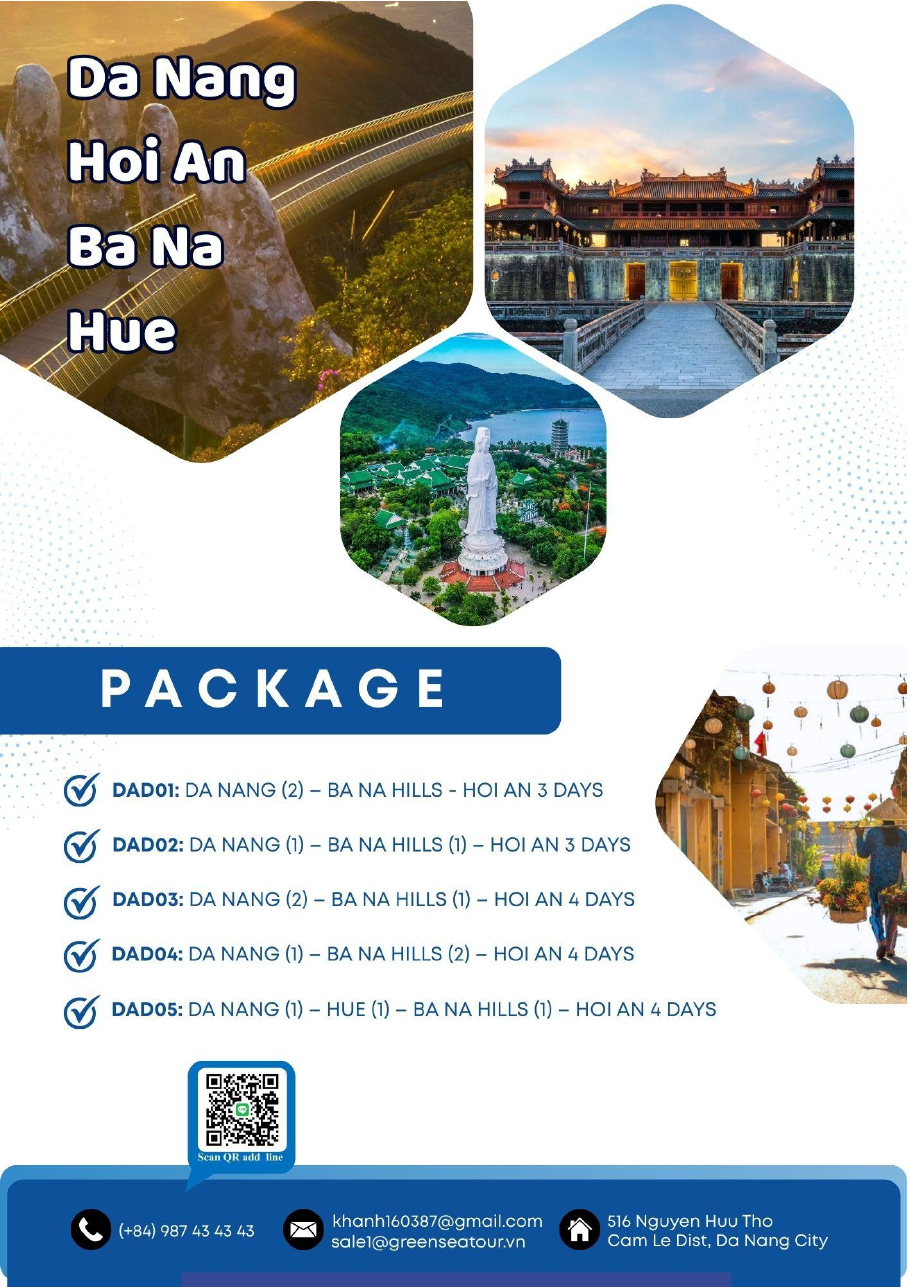 Da Nang
Hoi An
Ba Na
Hue
PACKAGE
DAD01: DA NANG (2) – BA NA HILLS - HOI AN 3 DAYS
DAD02: DA NANG (1) – BA NA HILLS (1) – HOI AN 3 DAYS
DAD03: DA NANG (2) – BA NA HILLS (1) – HOI AN 4 DAYS
DAD04: DA NANG (1) – BA NA HILLS (2) – HOI AN 4 DAYS
DAD05: DA NANG (1) – HUE (1) – BA NA HILLS (1) – HOI AN 4 DAYS
Scan QR add line
(+84) 987 43 43 43
khanh160387@gmail.com
sale1@greenseatour.vn
516 Nguyen Huu Tho
Cam Le Dist, Da Nang City